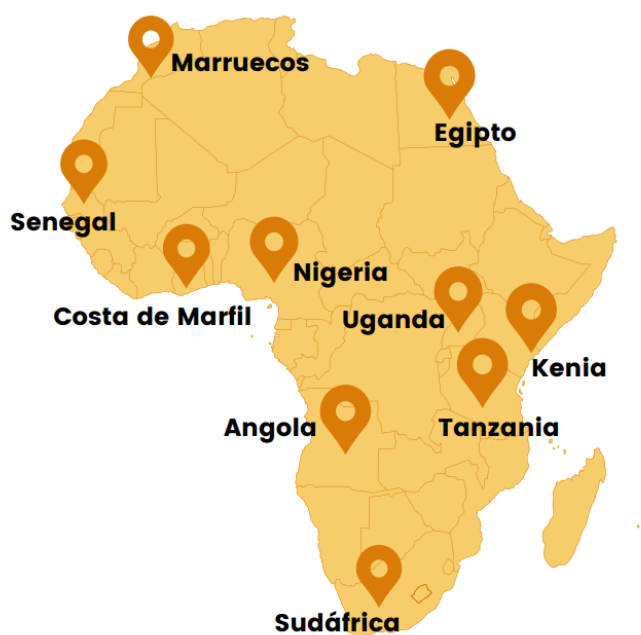 Marruecos
Egipto
Senegal
Nigeria
Costa de Marfil
Uganda
Kenia
Angola
Tanzania
Sudáfrica